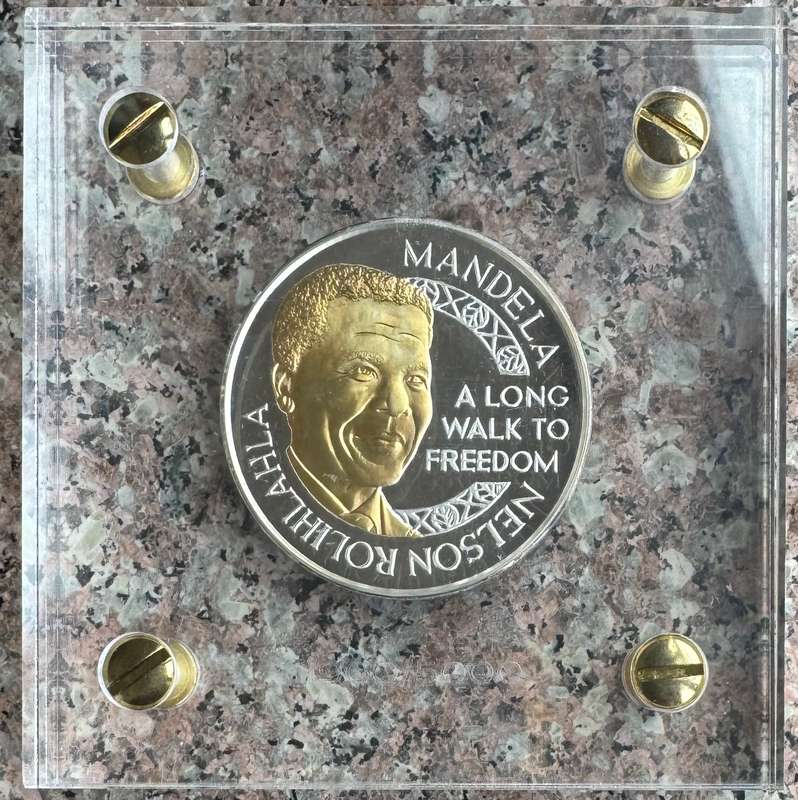 MANDELA
A LONG
WALK TO
FREEDOM
NELSON ROLIHLAHLA